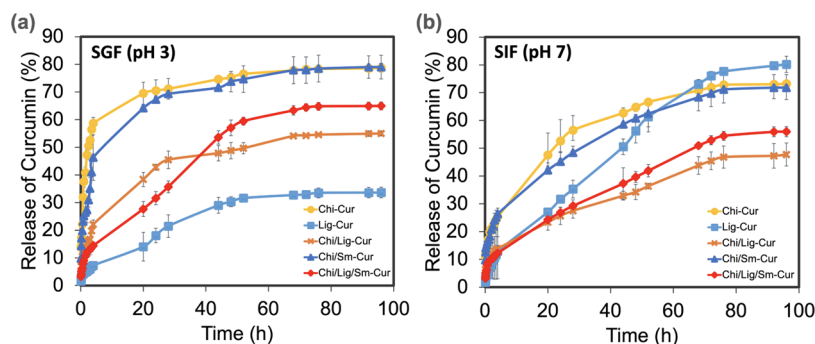 (a)
SGF (pH 3)
Release of Curcumin (%)
90
80
70
60
50
40
30
20
10
0
0 20 40 60 80 100
Time (h)
Chi-Cur
Lig-Cur
Chi/Lig-Cur
Chi/Sm-Cur
Chi/Lig/Sm-Cur
(b)
SIF (pH 7)
Release of Curcumin (%)
90
80
70
60
50
40
30
20
10
0
0 20 40 60 80 100
Time (h)
Chi-Cur
Lig-Cur
Chi/Lig-Cur
Chi/Sm-Cur
Chi/Lig/Sm-Cur